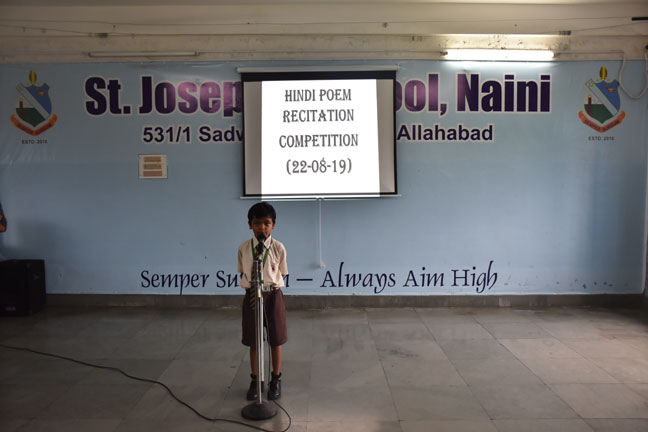 St. Josep ool, Naini
531/1 Sadw Allahabad
HINDI POEM
RECITATION
COMPETITION
(22-08-19)
Semper Su m – Always Aim High